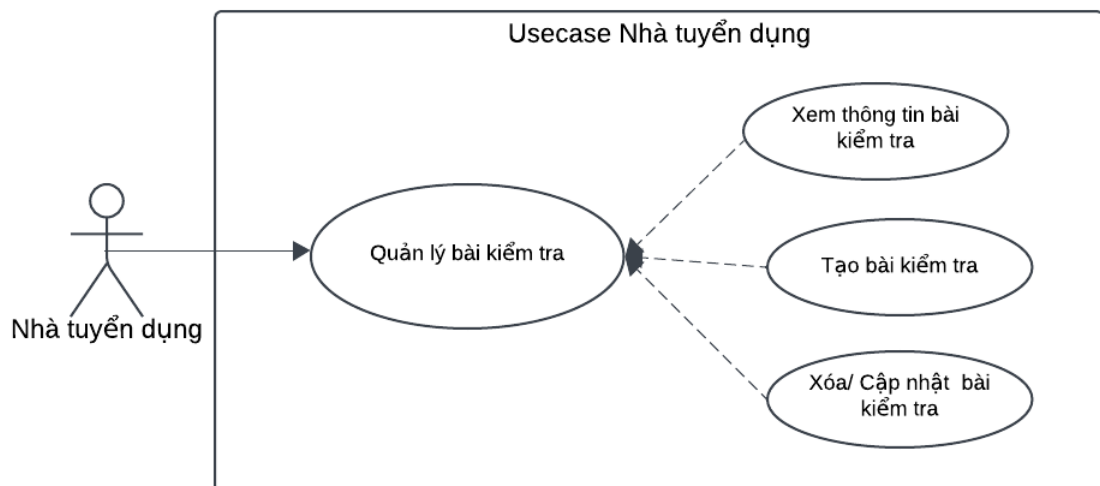 Usecase Nhà tuyển dụng
Xem thông tin bài
kiểm tra
Quản lý bài kiểm tra
Tạo bài kiểm tra
Nhà tuyển dụng
Xóa/ Cập nhật  bài
kiểm tra